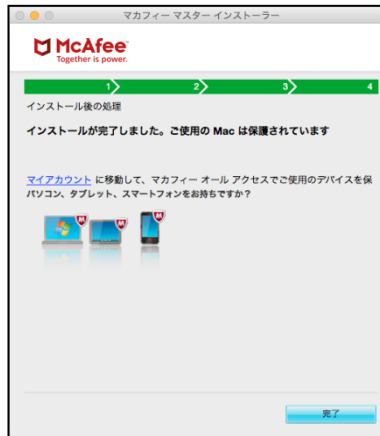 マカフィー マスター インストーラー
McAfee
Together is power.
1 2 3 4
インストール後の処理
インストールが完了しました。ご使用の Mac は保護されています
マイアカウント に移動して、マカフィー オール アクセスでご使用のデバイスを保
パソコン、タブレット、スマートフォンをお持ちですか？
完了